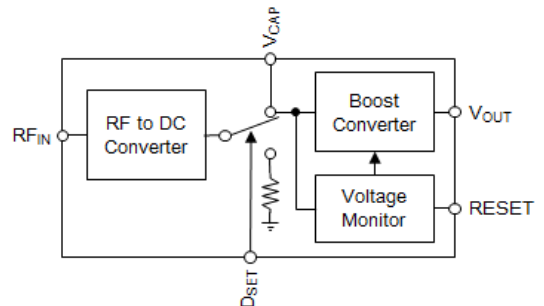 VCAP
RFIN
RF to DC
Converter
Boost
Converter
VOUT
Voltage
Monitor
RESET
DSET